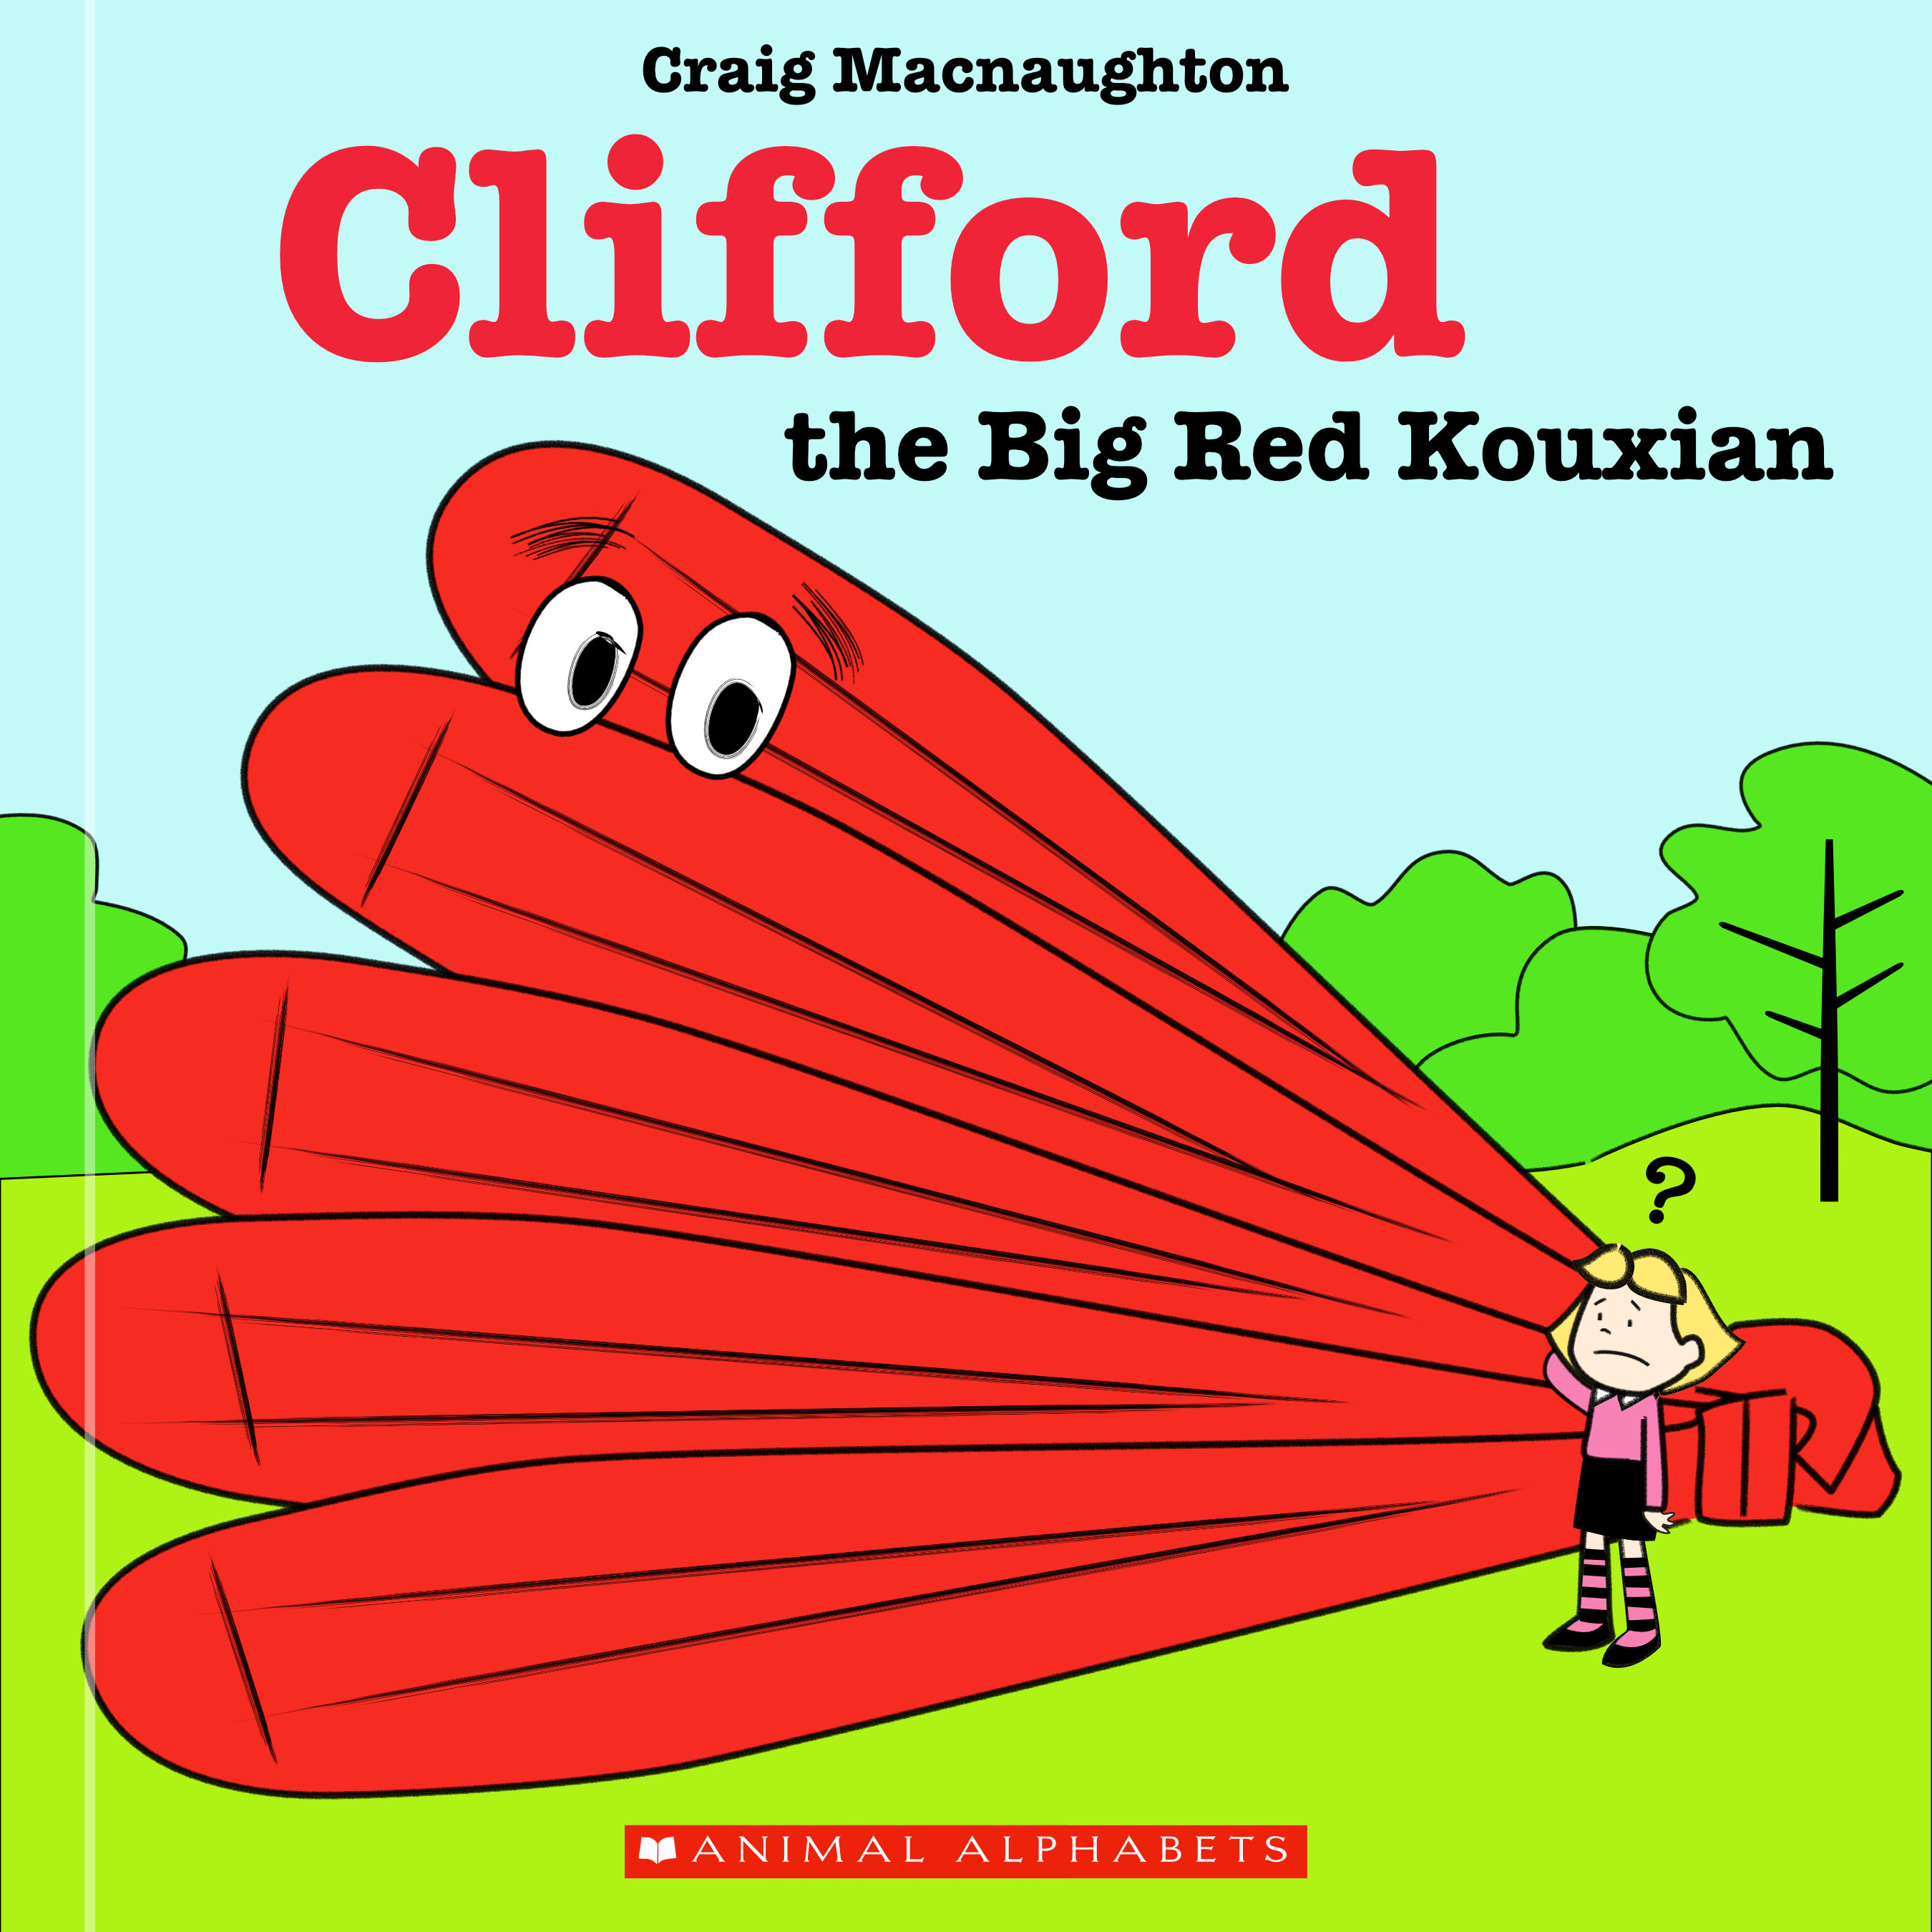 Craig Macnaughton
Clifford
the Big Red Kouxian
?
ANIMAL ALPHABETS